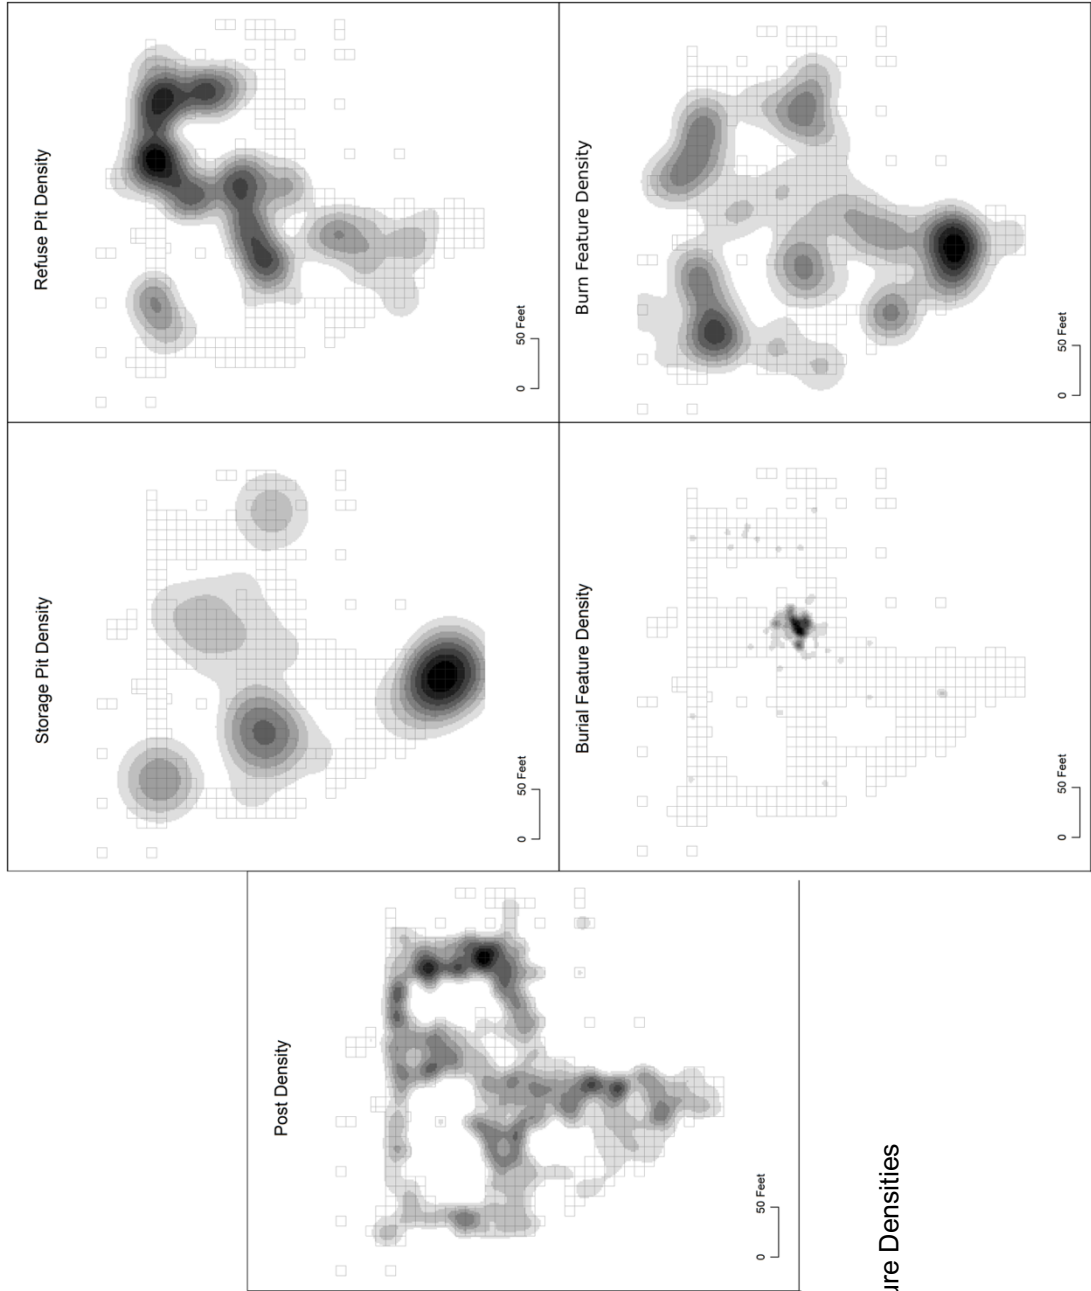 Storage Pit Density
0 50 Feet
Refuse Pit Density
0 50 Feet
Post Density
0 50 Feet
Burial Feature Density
0 50 Feet
Burn Feature Density
0 50 Feet
ure Densities